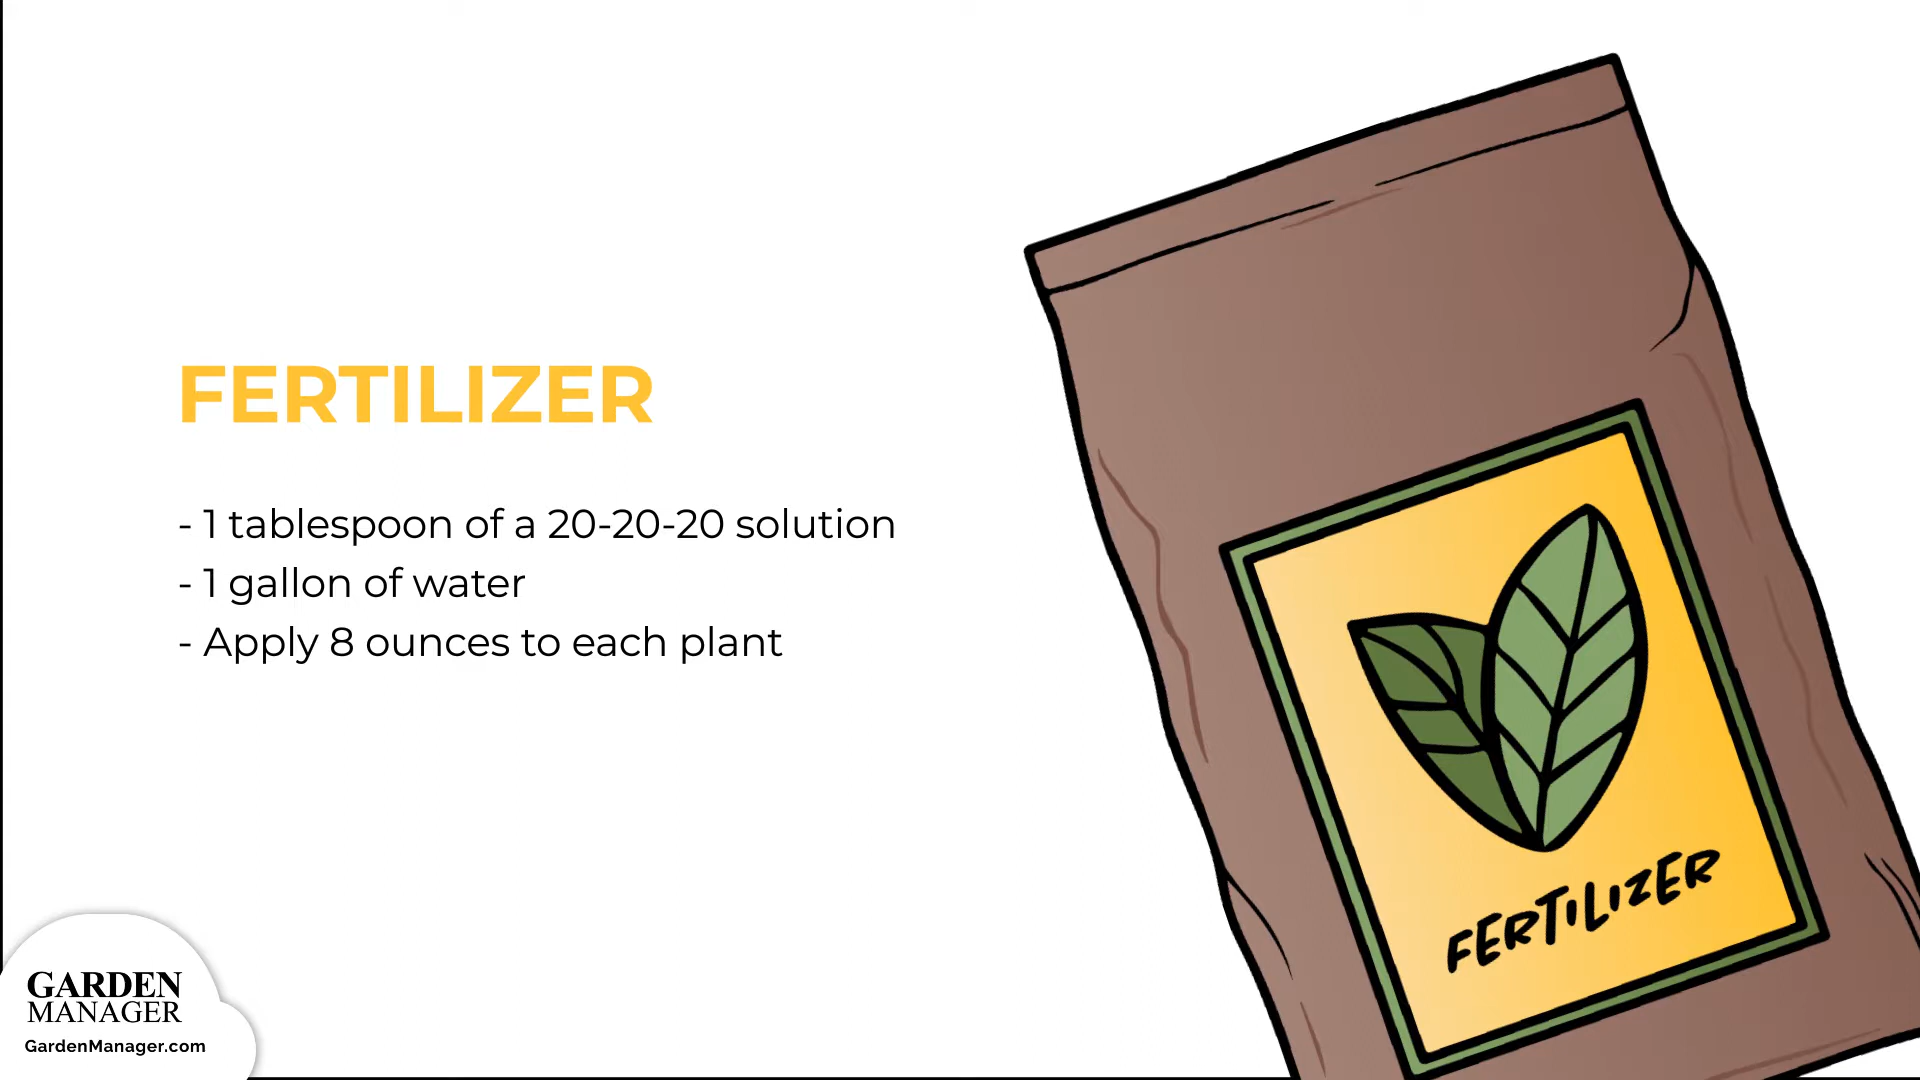 FERTILIZER
- 1 tablespoon of a 20-20-20 solution
- 1 gallon of water
- Apply 8 ounces to each plant
FERTILIZER
GARDEN
MANAGER
GardenManager.com